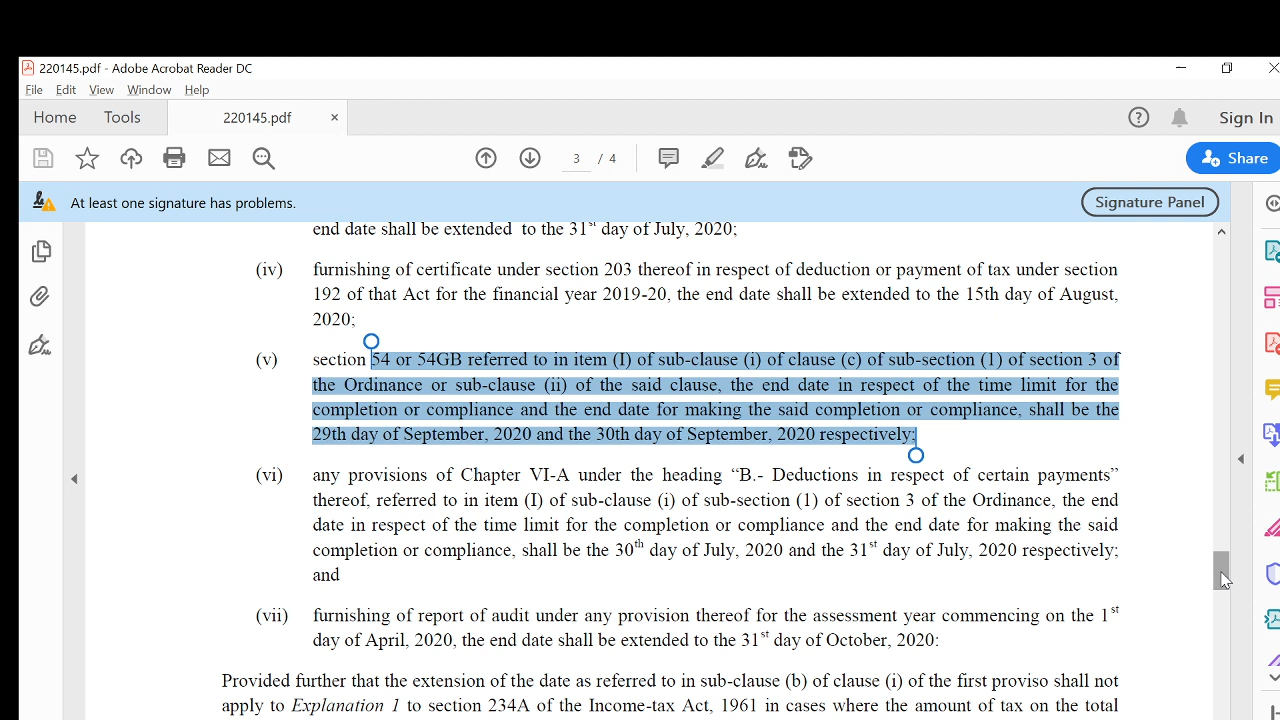 220145.pdf - Adobe Acrobat Reader DC
File Edit View Window Help
Home Tools 220145.pdf × ? Sign In
3 / 4 Share
At least one signature has problems. Signature Panel
end date shall be extended to the 31st day of July, 2020;
(iv) furnishing of certificate under section 203 thereof in respect of deduction or payment of tax under section
192 of that Act for the financial year 2019-20, the end date shall be extended to the 15th day of August,
2020;
(v) section 54 or 54GB referred to in item (I) of sub-clause (i) of clause (c) of sub-section (1) of section 3 of
the Ordinance or sub-clause (ii) of the said clause, the end date in respect of the time limit for the
completion or compliance and the end date for making the said completion or compliance, shall be the
29th day of September, 2020 and the 30th day of September, 2020 respectively;
(vi) any provisions of Chapter VI-A under the heading “B.- Deductions in respect of certain payments”
thereof, referred to in item (I) of sub-clause (i) of sub-section (1) of section 3 of the Ordinance, the end
date in respect of the time limit for the completion or compliance and the end date for making the said
completion or compliance, shall be the 30th day of July, 2020 and the 31st day of July, 2020 respectively;
and
(vii) furnishing of report of audit under any provision thereof for the assessment year commencing on the 1st
day of April, 2020, the end date shall be extended to the 31st day of October, 2020:
Provided further that the extension of the date as referred to in sub-clause (b) of clause (i) of the first proviso shall not
apply to Explanation 1 to section 234A of the Income-tax Act, 1961 in cases where the amount of tax on the total